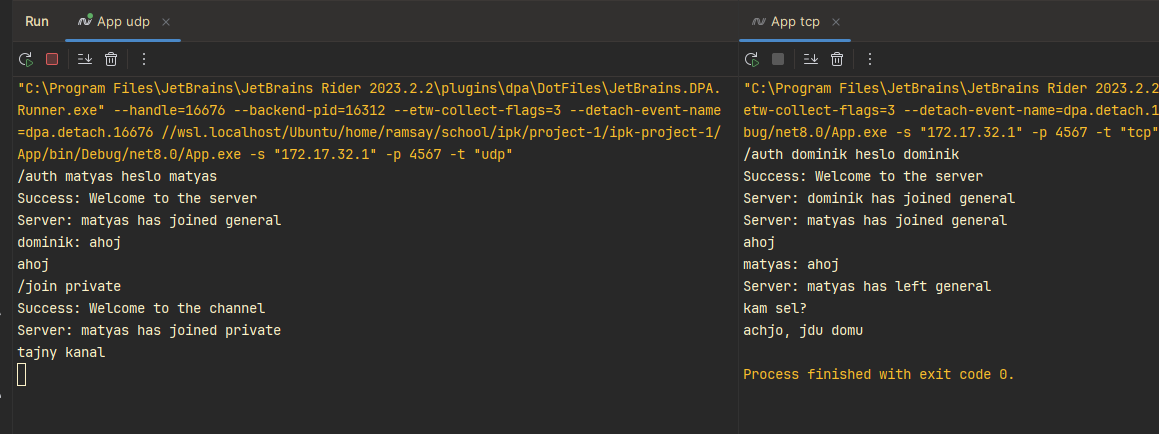 Run
App udp
"C:\Program Files\JetBrains\JetBrains Rider 2023.2.2\plugins\dpa\DotFiles\JetBrains.DPA.
Runner.exe" --handle=16676 --backend-pid=16312 --etw-collect-flags=3 --detach-event-name
=dpa.detach.16676 //wsl.localhost/Ubuntu/home/ramsay/school/ipk/project-1/ipk-project-1/
App/bin/Debug/net8.0/App.exe -s "172.17.32.1" -p 4567 -t "udp"
/auth matyas heslo matyas
Success: Welcome to the server
Server: matyas has joined general
dominik: ahoj
ahoj
/join private
Success: Welcome to the channel
Server: matyas has joined private
tajny kanal
App tcp
"C:\Program Files\JetBrains\JetBrains Rider 2023.2.2
etw-collect-flags=3 --detach-event-name=dpa.detach.1
bug/net8.0/App.exe -s "172.17.32.1" -p 4567 -t "tcp"
/auth dominik heslo dominik
Success: Welcome to the server
Server: dominik has joined general
Server: matyas has joined general
ahoj
matyas: ahoj
Server: matyas has left general
kam sel?
achjo, jdu domu
Process finished with exit code 0.